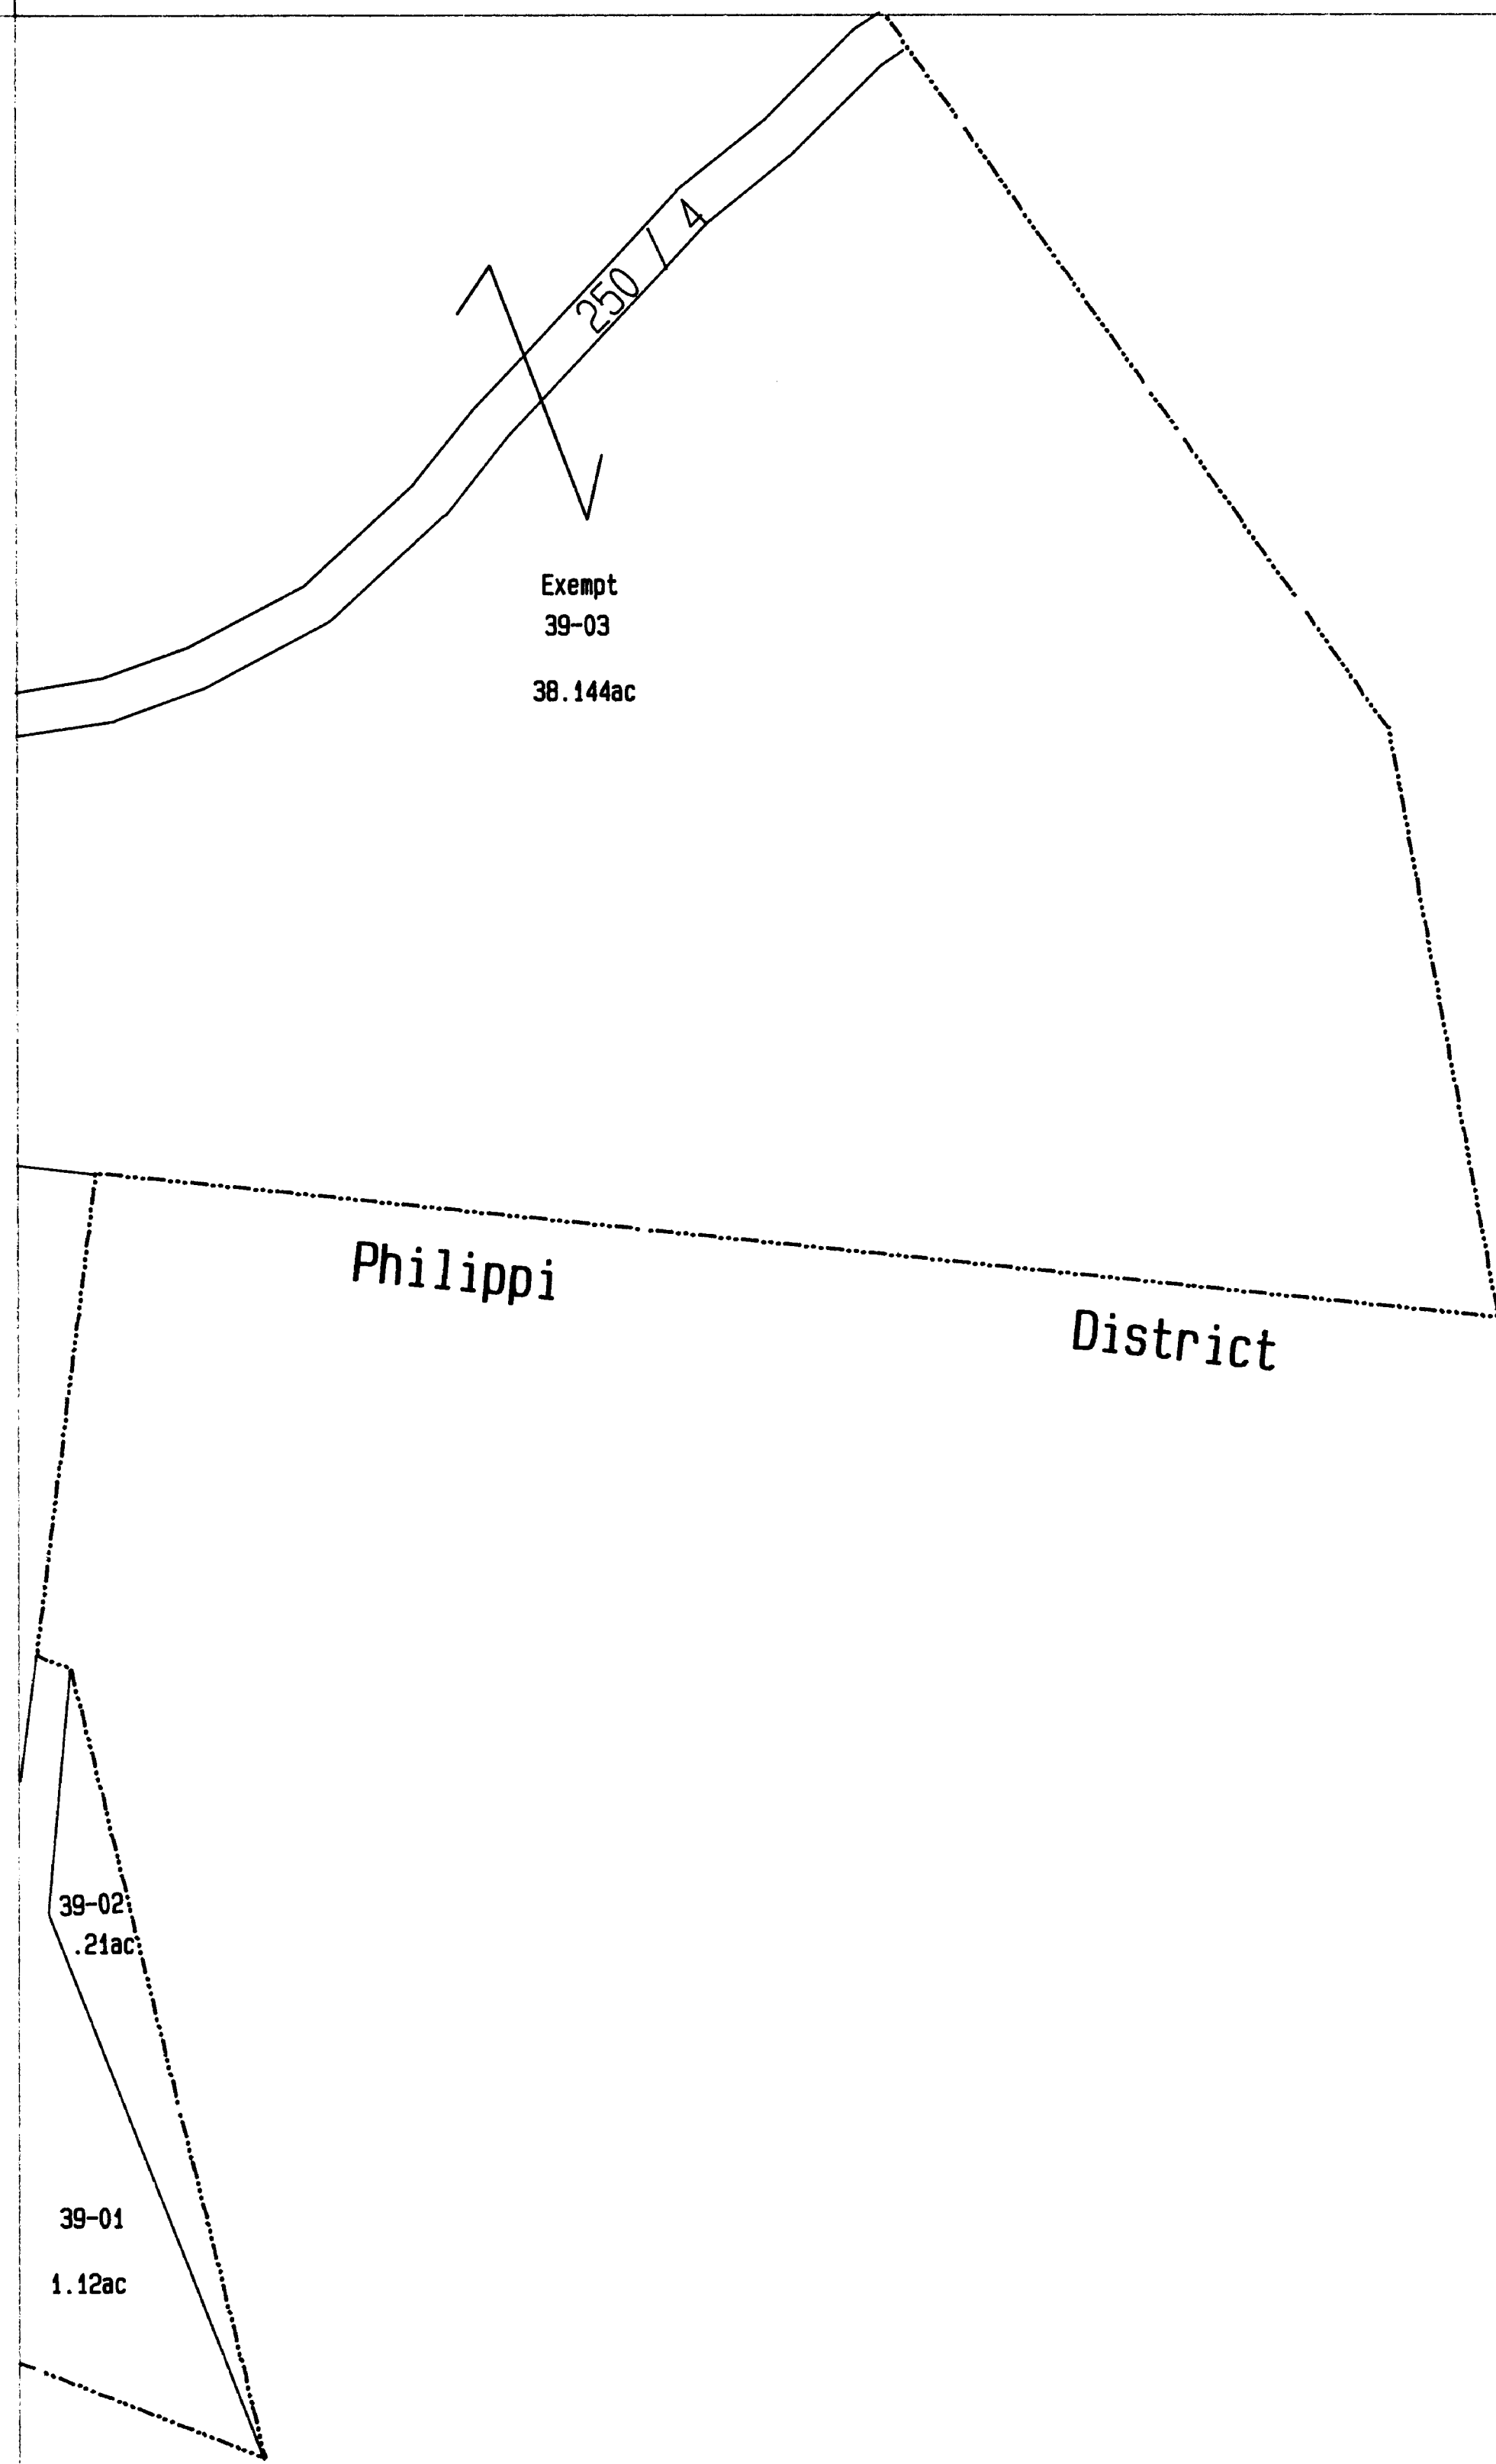 250 / 4
Exempt
39-03
38.144ac
Philippi
District
39-02
.21ac
39-01
1.12ac